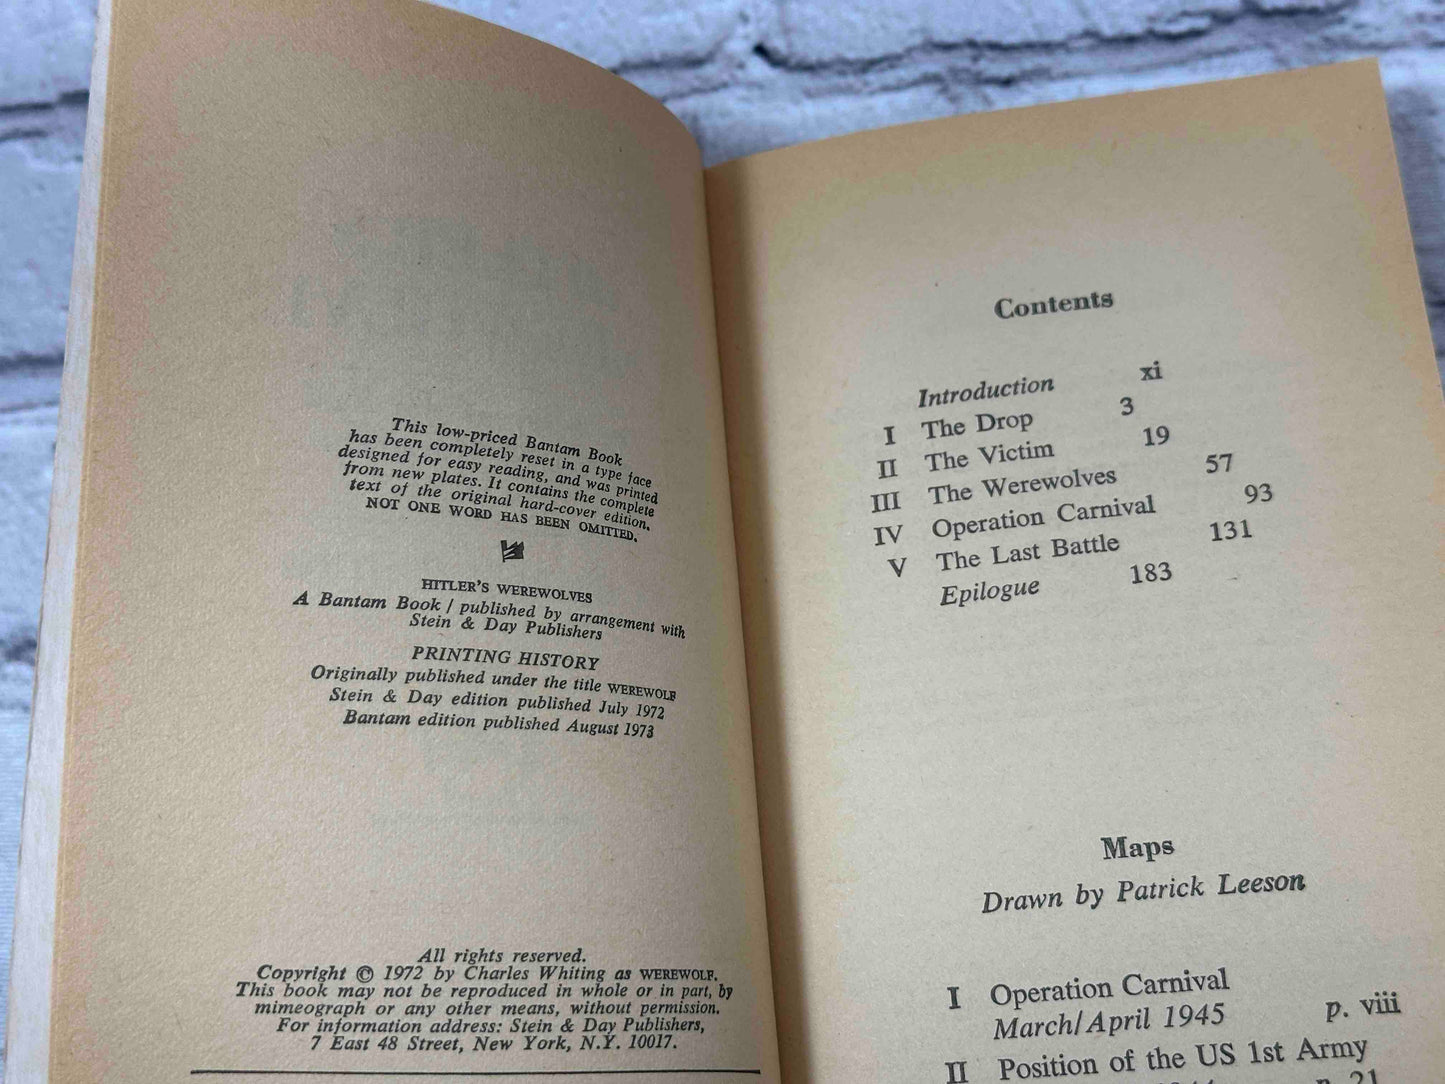 This low-priced Bantam Book
has been completely reset in a type face
designed for easy reading, and was printed
from new plates. It contains the complete
text of the original hard-cover edition.
NOT ONE WORD HAS BEEN OMITTED.
HITLER'S WEREWOLVES
A Bantam Book / published by arrangement with
Stein & Day Publishers
PRINTING HISTORY
Originally published under the title WEREWOLF
Stein & Day edition published July 1972
Bantam edition published August 1973
All rights reserved.
Copyright © 1972 by Charles Whiting as WEREWOLF.
This book may not be reproduced in whole or in part, by
mimeograph or any other means, without permission.
For information address: Stein & Day Publishers,
7 East 48 Street, New York, N.Y. 10017.
Contents
Introduction xi
I The Drop 3
II The Victim 19
III The Werewolves 57
IV Operation Carnival 93
V The Last Battle 131
Epilogue 183
Maps
Drawn by Patrick Leeson
I Operation Carnival
March/April 1945 p. viii
II Position of the US 1st Army
p. 21